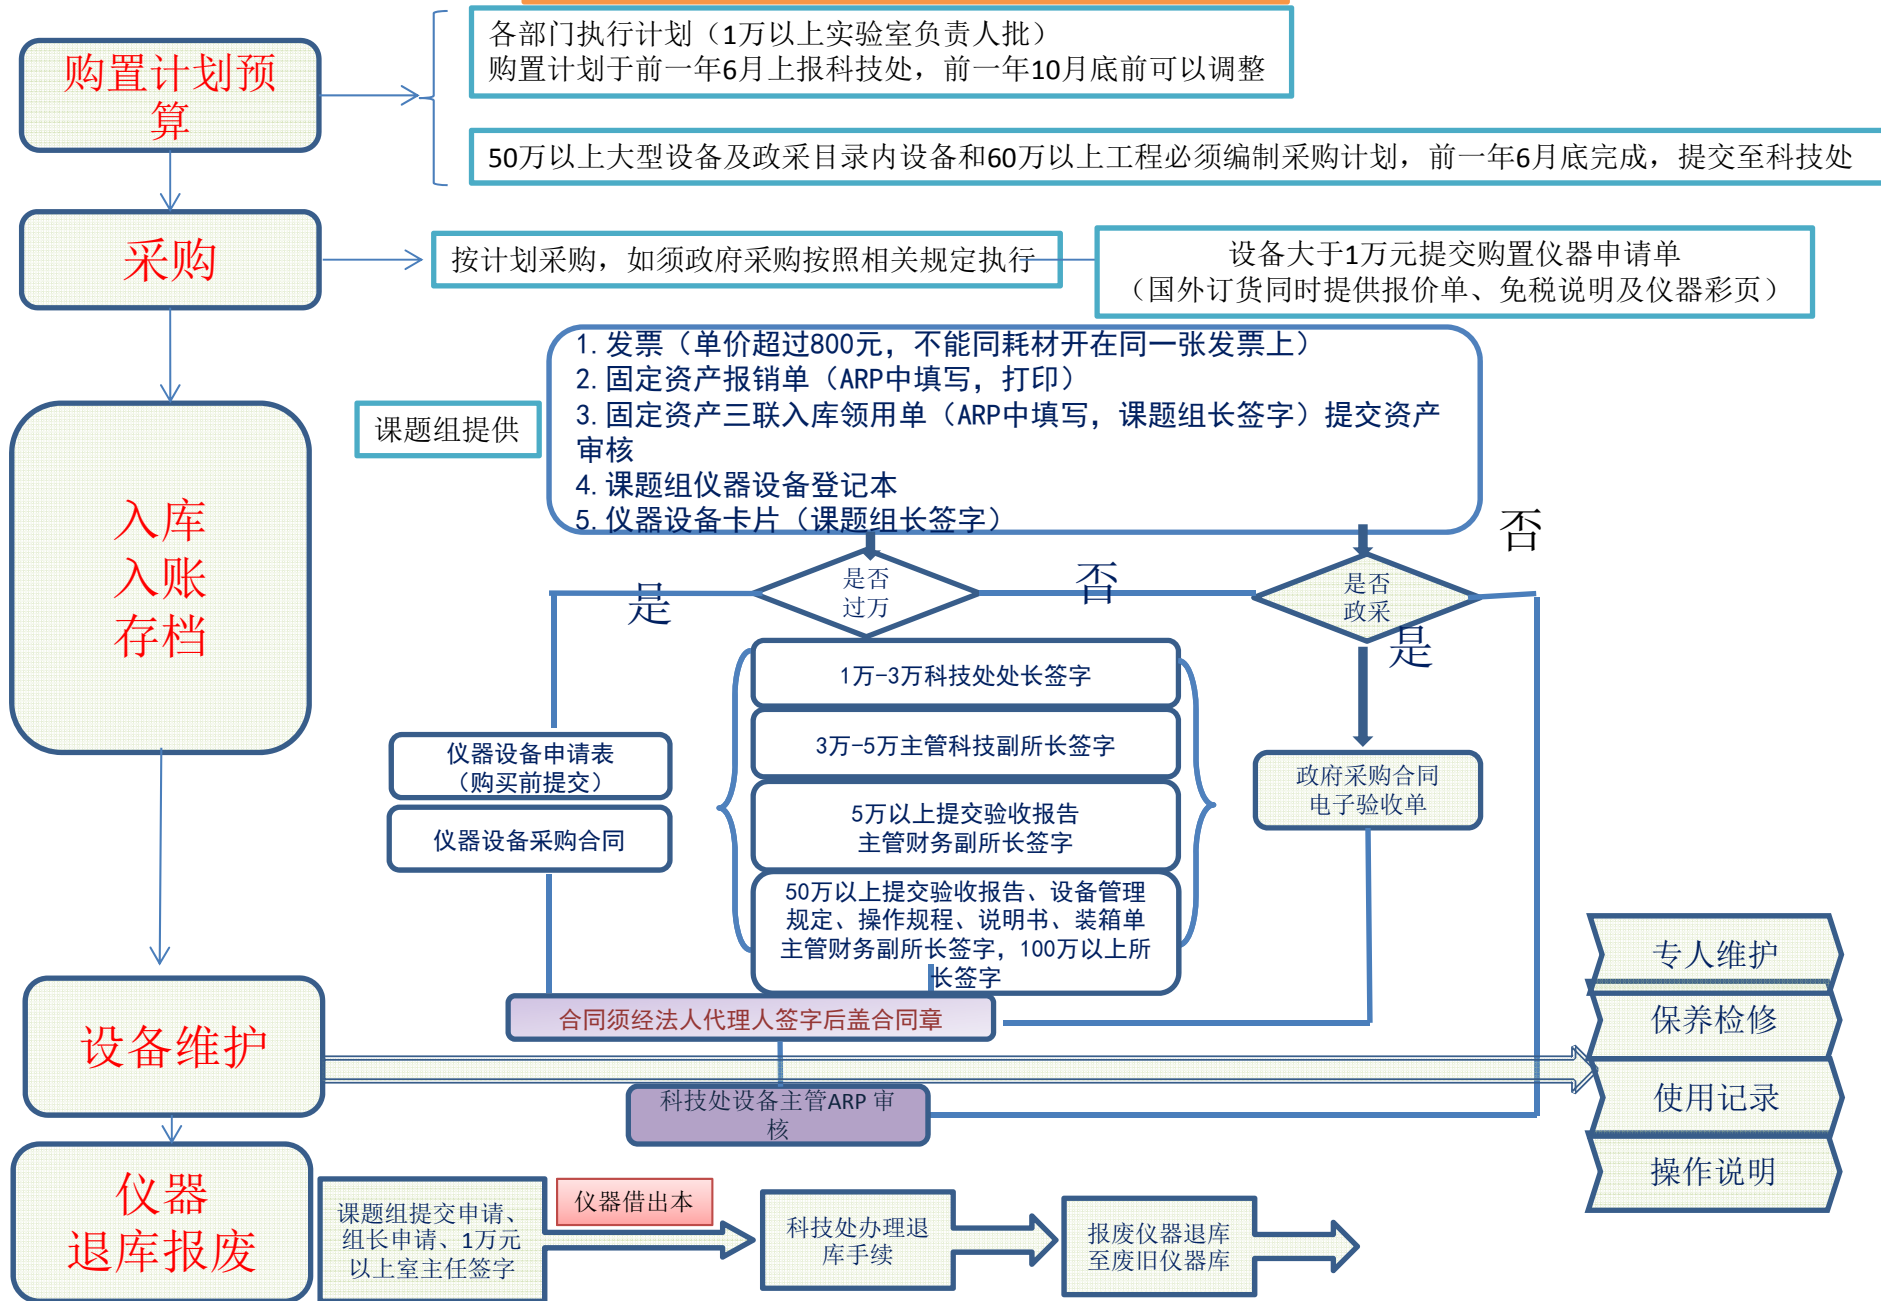 购置计划预
算
各部门执行计划（1万以上实验室负责人批）
购置计划于前一年6月上报科技处，前一年10月底前可以调整
50万以上大型设备及政采目录内设备和60万以上工程必须编制采购计划，前一年6月底完成，提交至科技处
采购
按计划采购，如须政府采购按照相关规定执行
设备大于1万元提交购置仪器申请单
（国外订货同时提供报价单、免税说明及仪器彩页）
入库
入账
存档
课题组提供
1. 发票（单价超过800元，不能同耗材开在同一张发票上）
2. 固定资产报销单（ARP中填写，打印）
3. 固定资产三联入库领用单（ARP中填写，课题组长签字）提交资产
审核
4. 课题组仪器设备登记本
5. 仪器设备卡片（课题组长签字）
是否
过万
是
否
是否
政采
否
是
仪器设备申请表
（购买前提交）
仪器设备采购合同
1万-3万科技处处长签字
3万-5万主管科技副所长签字
5万以上提交验收报告
主管财务副所长签字
50万以上提交验收报告、设备管理
规定、操作规程、说明书、装箱单
主管财务副所长签字，100万以上所
长签字
政府采购合同
电子验收单
合同须经法人代理人签字后盖合同章
科技处设备主管ARP 审
核
设备维护
专人维护
保养检修
使用记录
操作说明
仪器
退库报废
课题组提交申请、
组长申请、1万元
以上室主任签字
仪器借出本
科技处办理退
库手续
报废仪器退库
至废旧仪器库